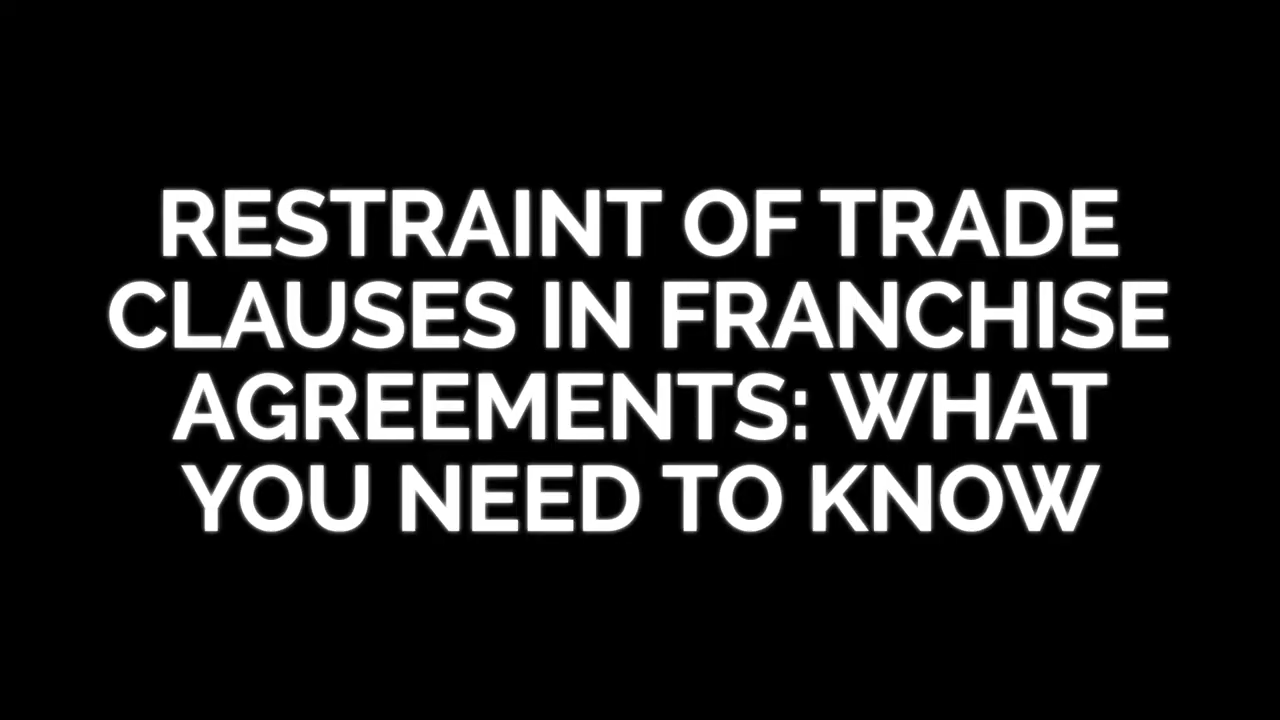 RESTRAINT OF TRADE
CLAUSES IN FRANCHISE
AGREEMENTS: WHAT
YOU NEED TO KNOW